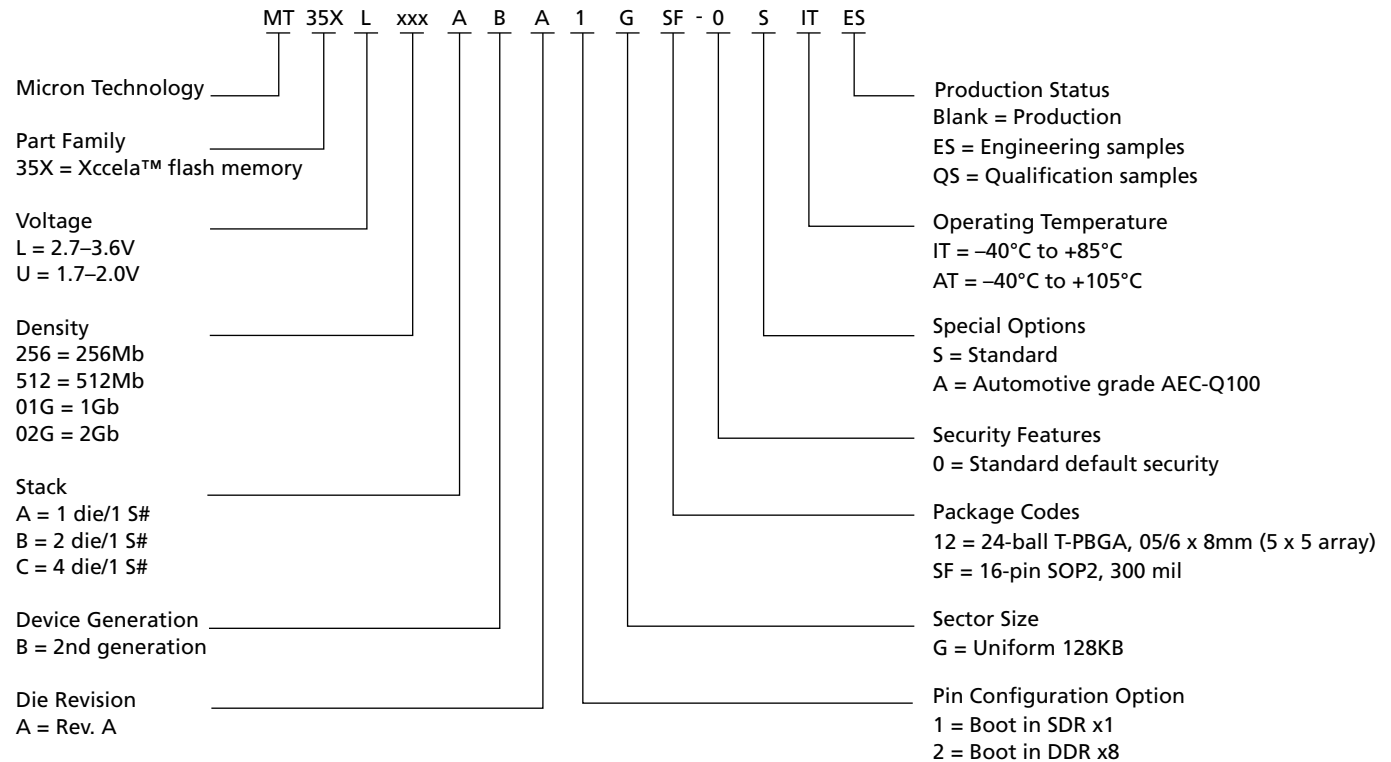 MT 35X L xxx A B A 1 G SF - 0 S IT ES
Micron Technology
Part Family
35X = Xccela™ flash memory
Voltage
L = 2.7–3.6V
U = 1.7–2.0V
Density
256 = 256Mb
512 = 512Mb
01G = 1Gb
02G = 2Gb
Stack
A = 1 die/1 S#
B = 2 die/1 S#
C = 4 die/1 S#
Device Generation
B = 2nd generation
Die Revision
A = Rev. A
Production Status
Blank = Production
ES = Engineering samples
QS = Qualification samples
Operating Temperature
IT = –40°C to +85°C
AT = –40°C to +105°C
Special Options
S = Standard
A = Automotive grade AEC-Q100
Security Features
0 = Standard default security
Package Codes
12 = 24-ball T-PBGA, 05/6 x 8mm (5 x 5 array)
SF = 16-pin SOP2, 300 mil
Sector Size
G = Uniform 128KB
Pin Configuration Option
1 = Boot in SDR x1
2 = Boot in DDR x8